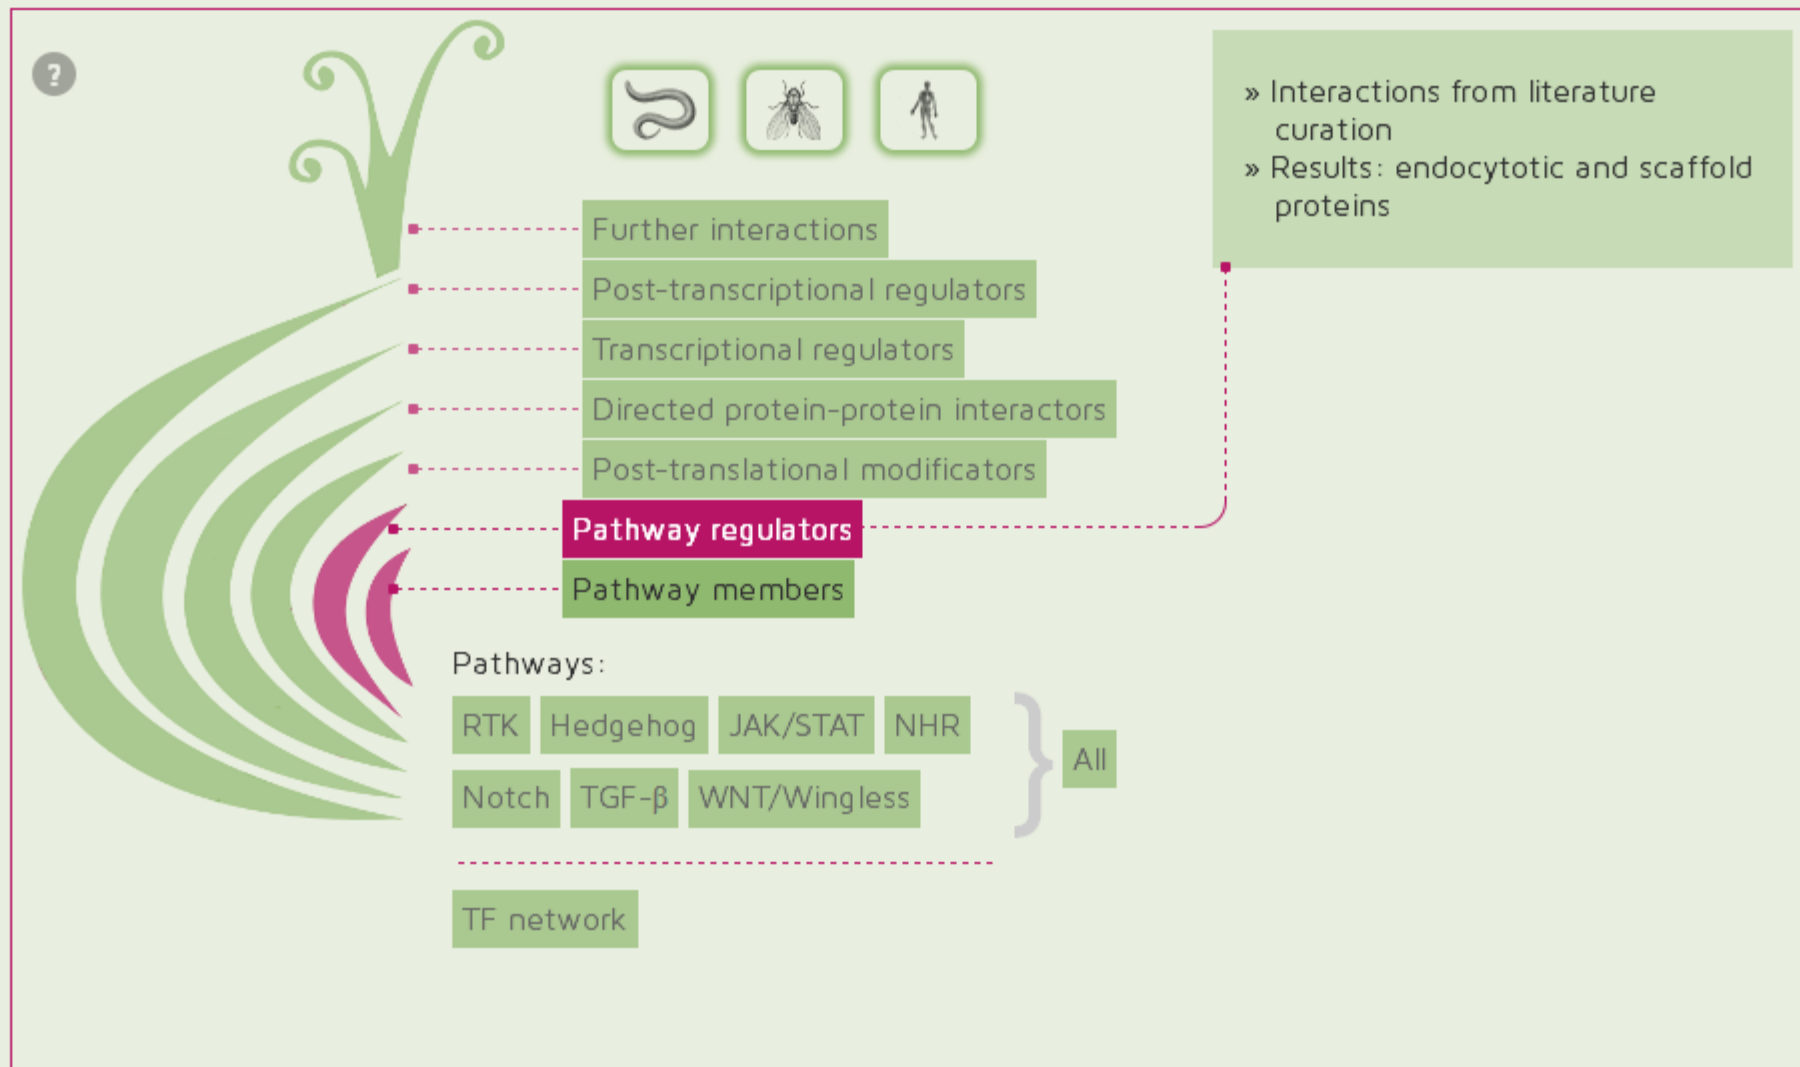 ?
» Interactions from literature
curation
» Results: endocytotic and scaffold
proteins
Further interactions
Post-transcriptional regulators
Transcriptional regulators
Directed protein-protein interactors
Post-translational modificators
Pathway regulators
Pathway members
Pathways:
RTK Hedgehog JAK/STAT NHR
All
Notch TGF-β WNT/Wingless
TF network